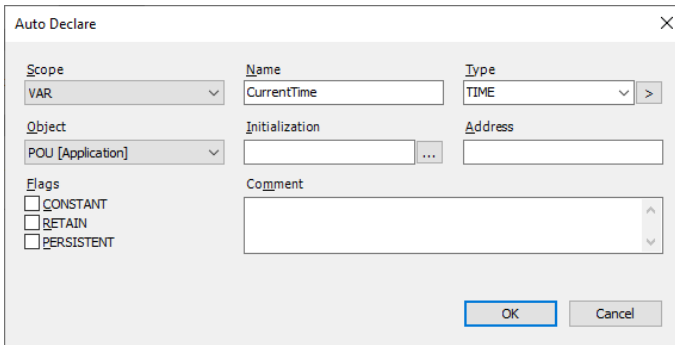 Auto Declare
Scope Name Type
VAR CurrentTime TIME >
Object Initialization Address
POU [Application] ...
Flags Comment
CONSTANT
RETAIN
PERSISTENT
OK Cancel